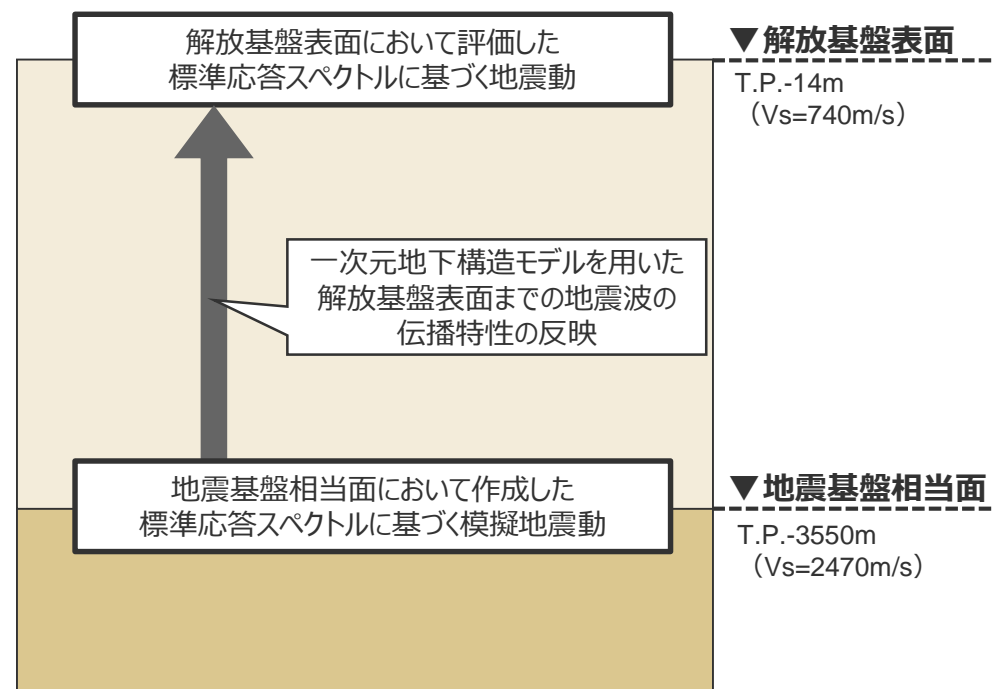 解放基盤表面において評価した
標準応答スペクトルに基づく地震動
▼解放基盤表面
T.P.-14m
（Vs=740m/s）
一次元地下構造モデルを用いた
解放基盤表面までの地震波の
伝播特性の反映
地震基盤相当面において作成した
標準応答スペクトルに基づく模擬地震動
▼地震基盤相当面
T.P.-3550m
（Vs=2470m/s）